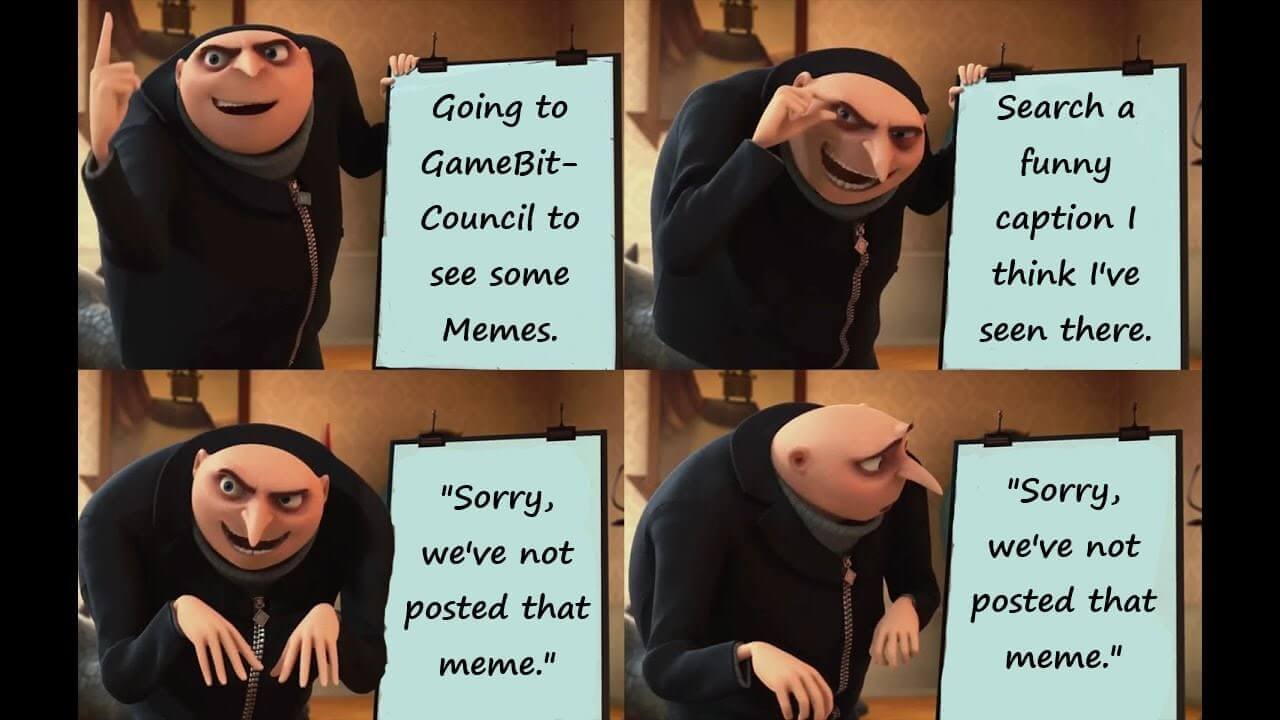 Going to
GameBit-
Council to
see some
Memes.
Search a
funny
caption I
think I've
seen there.
"Sorry,
we've not
posted that
meme."
"Sorry,
we've not
posted that
meme."